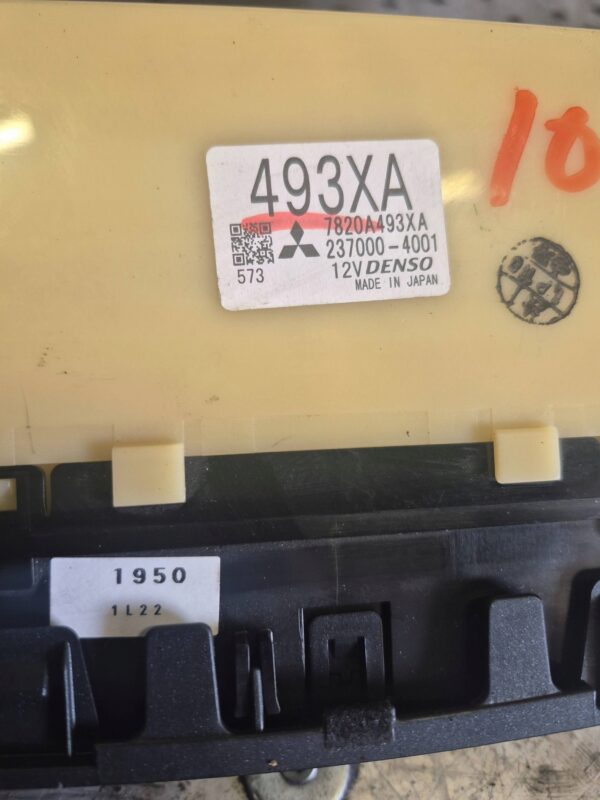 10
493XA
7820A493XA
237000-4001
573
12V DENSO
MADE IN JAPAN
1950
1L22